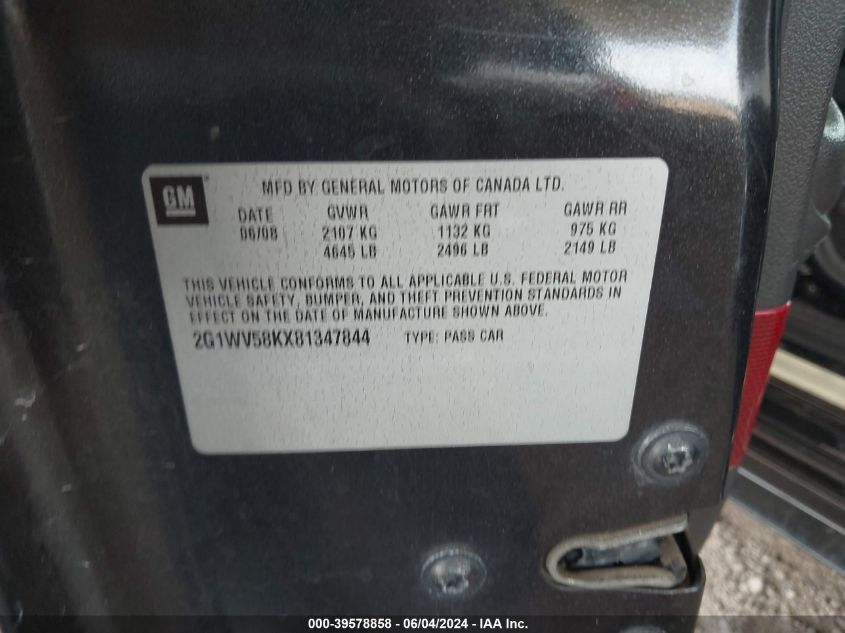 GM MFD BY GENERAL MOTORS OF CANADA LTD.
DATE GVWR GAWR FRT GAWR RR
06/08 2107 KG 1132 KG 975 KG
4645 LB 2496 LB 2149 LB
THIS VEHICLE CONFORMS TO ALL APPLICABLE U.S. FEDERAL MOTOR
VEHICLE SAFETY, BUMPER, AND THEFT PREVENTION STANDARDS IN
EFFECT ON THE DATE OF MANUFACTURE SHOWN ABOVE.
2G1WV58KX81347844 TYPE: PASS CAR
000-39578858 - 06/04/2024 - IAA Inc.